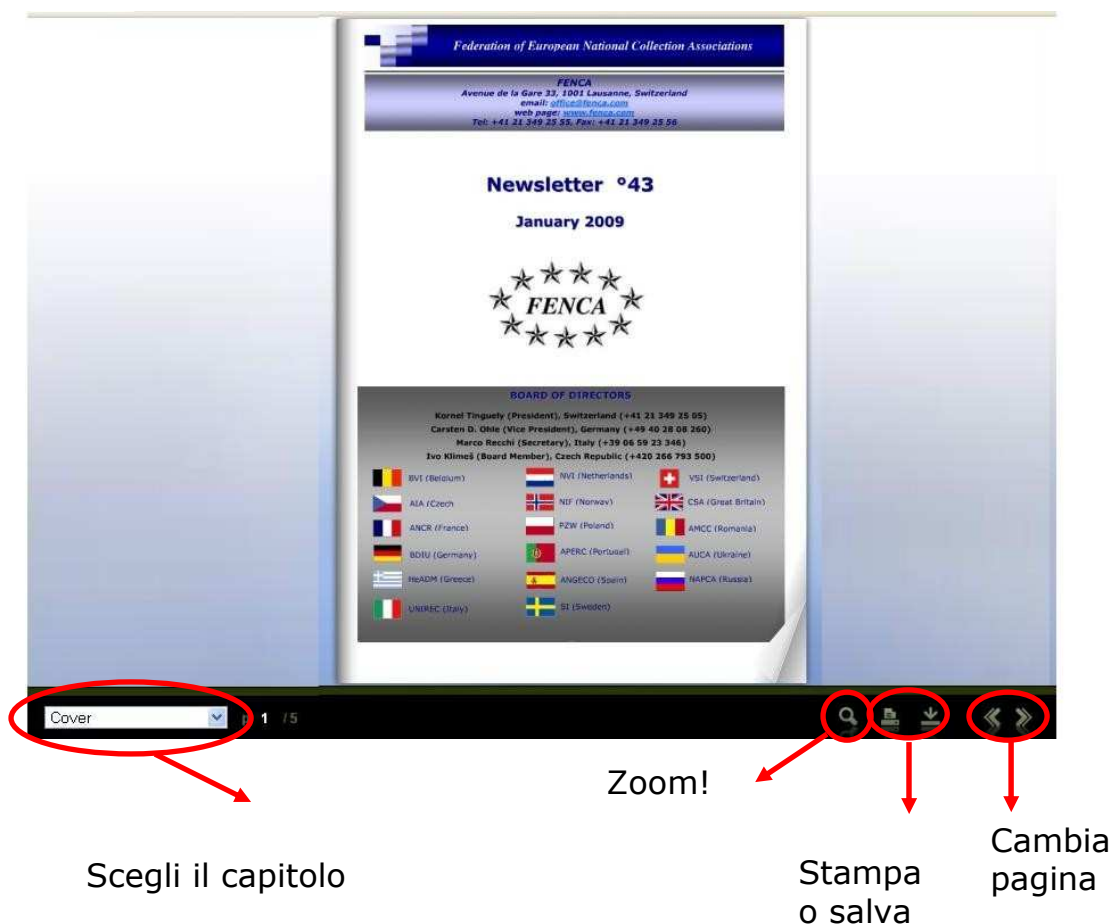 Federation of European National Collection Associations
FENCA
Avenue de la Gare 33, 1001 Lausanne, Switzerland
email: office@fenca.com
web page: www.fenca.com
Tel: +41 21 349 25 55, Fax: +41 21 349 25 56
Newsletter °43
January 2009
FENCA
BOARD OF DIRECTORS
Kornel Tinguely (President), Switzerland (+41 21 349 25 05)
Carsten D. Ohle (Vice President), Germany (+49 40 28 08 260)
Marco Recchi (Secretary), Italy (+39 06 59 23 346)
Ivo Klimeš (Board Member), Czech Republic (+420 266 793 500)
BVI (Belgium) NVI (Netherlands) VSI (Switzerland)
AIA (Czech NIF (Norway) CSA (Great Britain)
ANCR (France) PZW (Poland) AMCC (Romania)
BDIU (Germany) APERC (Portugal) AUCA (Ukraine)
HeADM (Greece) ANGECO (Spain) NAPCA (Russia)
UNIREC (Italy) SI (Sweden)
Cover p 1 /5
Zoom!
Scegli il capitolo
Stampa
o salva
Cambia
pagina